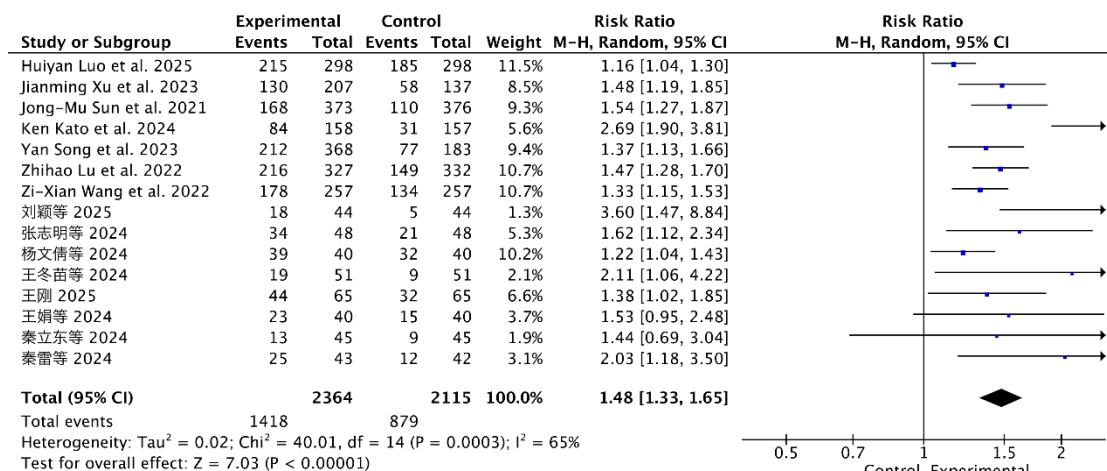 Experimental Control Risk Ratio Risk Ratio
Study or Subgroup Events Total Events Total Weight M-H, Random, 95% CI M-H, Random, 95% CI
Huiyan Luo et al. 2025 215 298 185 298 11.5% 1.16 [1.04, 1.30]
Jianming Xu et al. 2023 130 207 58 137 8.5% 1.48 [1.19, 1.85]
Jong-Mu Sun et al. 2021 168 373 110 376 9.3% 1.54 [1.27, 1.87]
Ken Kato et al. 2024 84 158 31 157 5.6% 2.69 [1.90, 3.81]
Yan Song et al. 2023 212 368 77 183 9.4% 1.37 [1.13, 1.66]
Zhihao Lu et al. 2022 216 327 149 332 10.7% 1.47 [1.28, 1.70]
Zi-Xian Wang et al. 2022 178 257 134 257 10.7% 1.33 [1.15, 1.53]
刘颖等 2025 18 44 5 44 1.3% 3.60 [1.47, 8.84]
张志明等 2024 34 48 21 48 5.3% 1.62 [1.12, 2.34]
杨文倩等 2024 39 40 32 40 10.2% 1.22 [1.04, 1.43]
王冬苗等 2024 19 51 9 51 2.1% 2.11 [1.06, 4.22]
王刚 2025 44 65 32 65 6.6% 1.38 [1.02, 1.85]
王娟等 2024 23 40 15 40 3.7% 1.53 [0.95, 2.48]
秦立东等 2024 13 45 9 45 2.0% 1.44 [0.69, 3.04]
秦雷等 2024 25 43 12 42 3.1% 2.03 [1.18, 3.50]
Total (95% CI) 2364 2115 100.0% 1.48 [1.33, 1.65]
Total events 1418 879
Heterogeneity: Tau² = 0.02; Chi² = 40.01, df = 14 (P = 0.0003); I² = 65%
Test for overall effect: Z = 7.03 (P < 0.00001)
0.5 0.7 1 1.5 2
Control Experimental